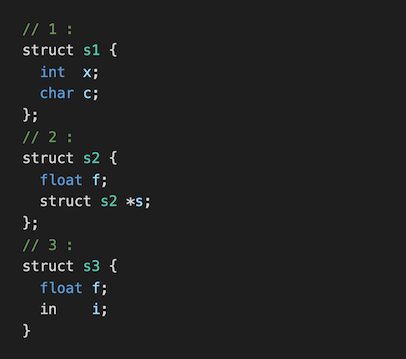 // 1 :
struct s1 {
  int  x;
  char c;
};
// 2 :
struct s2 {
  float f;
  struct s2 *s;
};
// 3 :
struct s3 {
  float f;
  in    i;
}